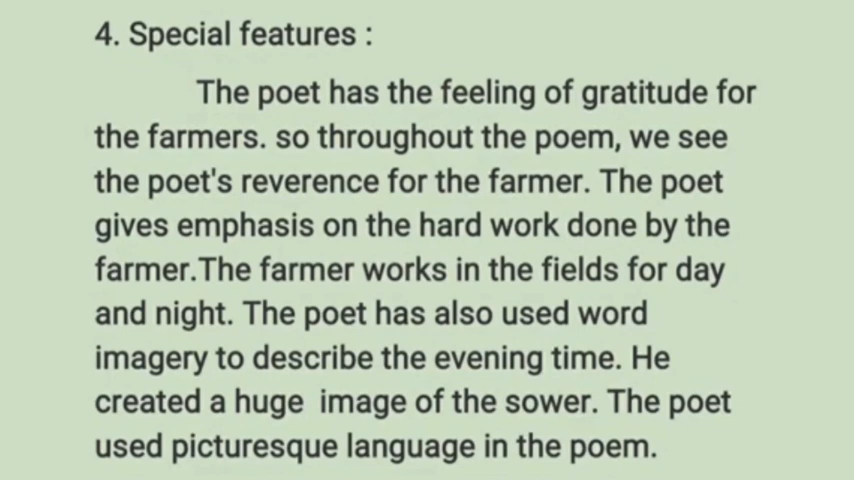 4. Special features :
The poet has the feeling of gratitude for
the farmers. so throughout the poem, we see
the poet's reverence for the farmer. The poet
gives emphasis on the hard work done by the
farmer.The farmer works in the fields for day
and night. The poet has also used word
imagery to describe the evening time. He
created a huge  image of the sower. The poet
used picturesque language in the poem.